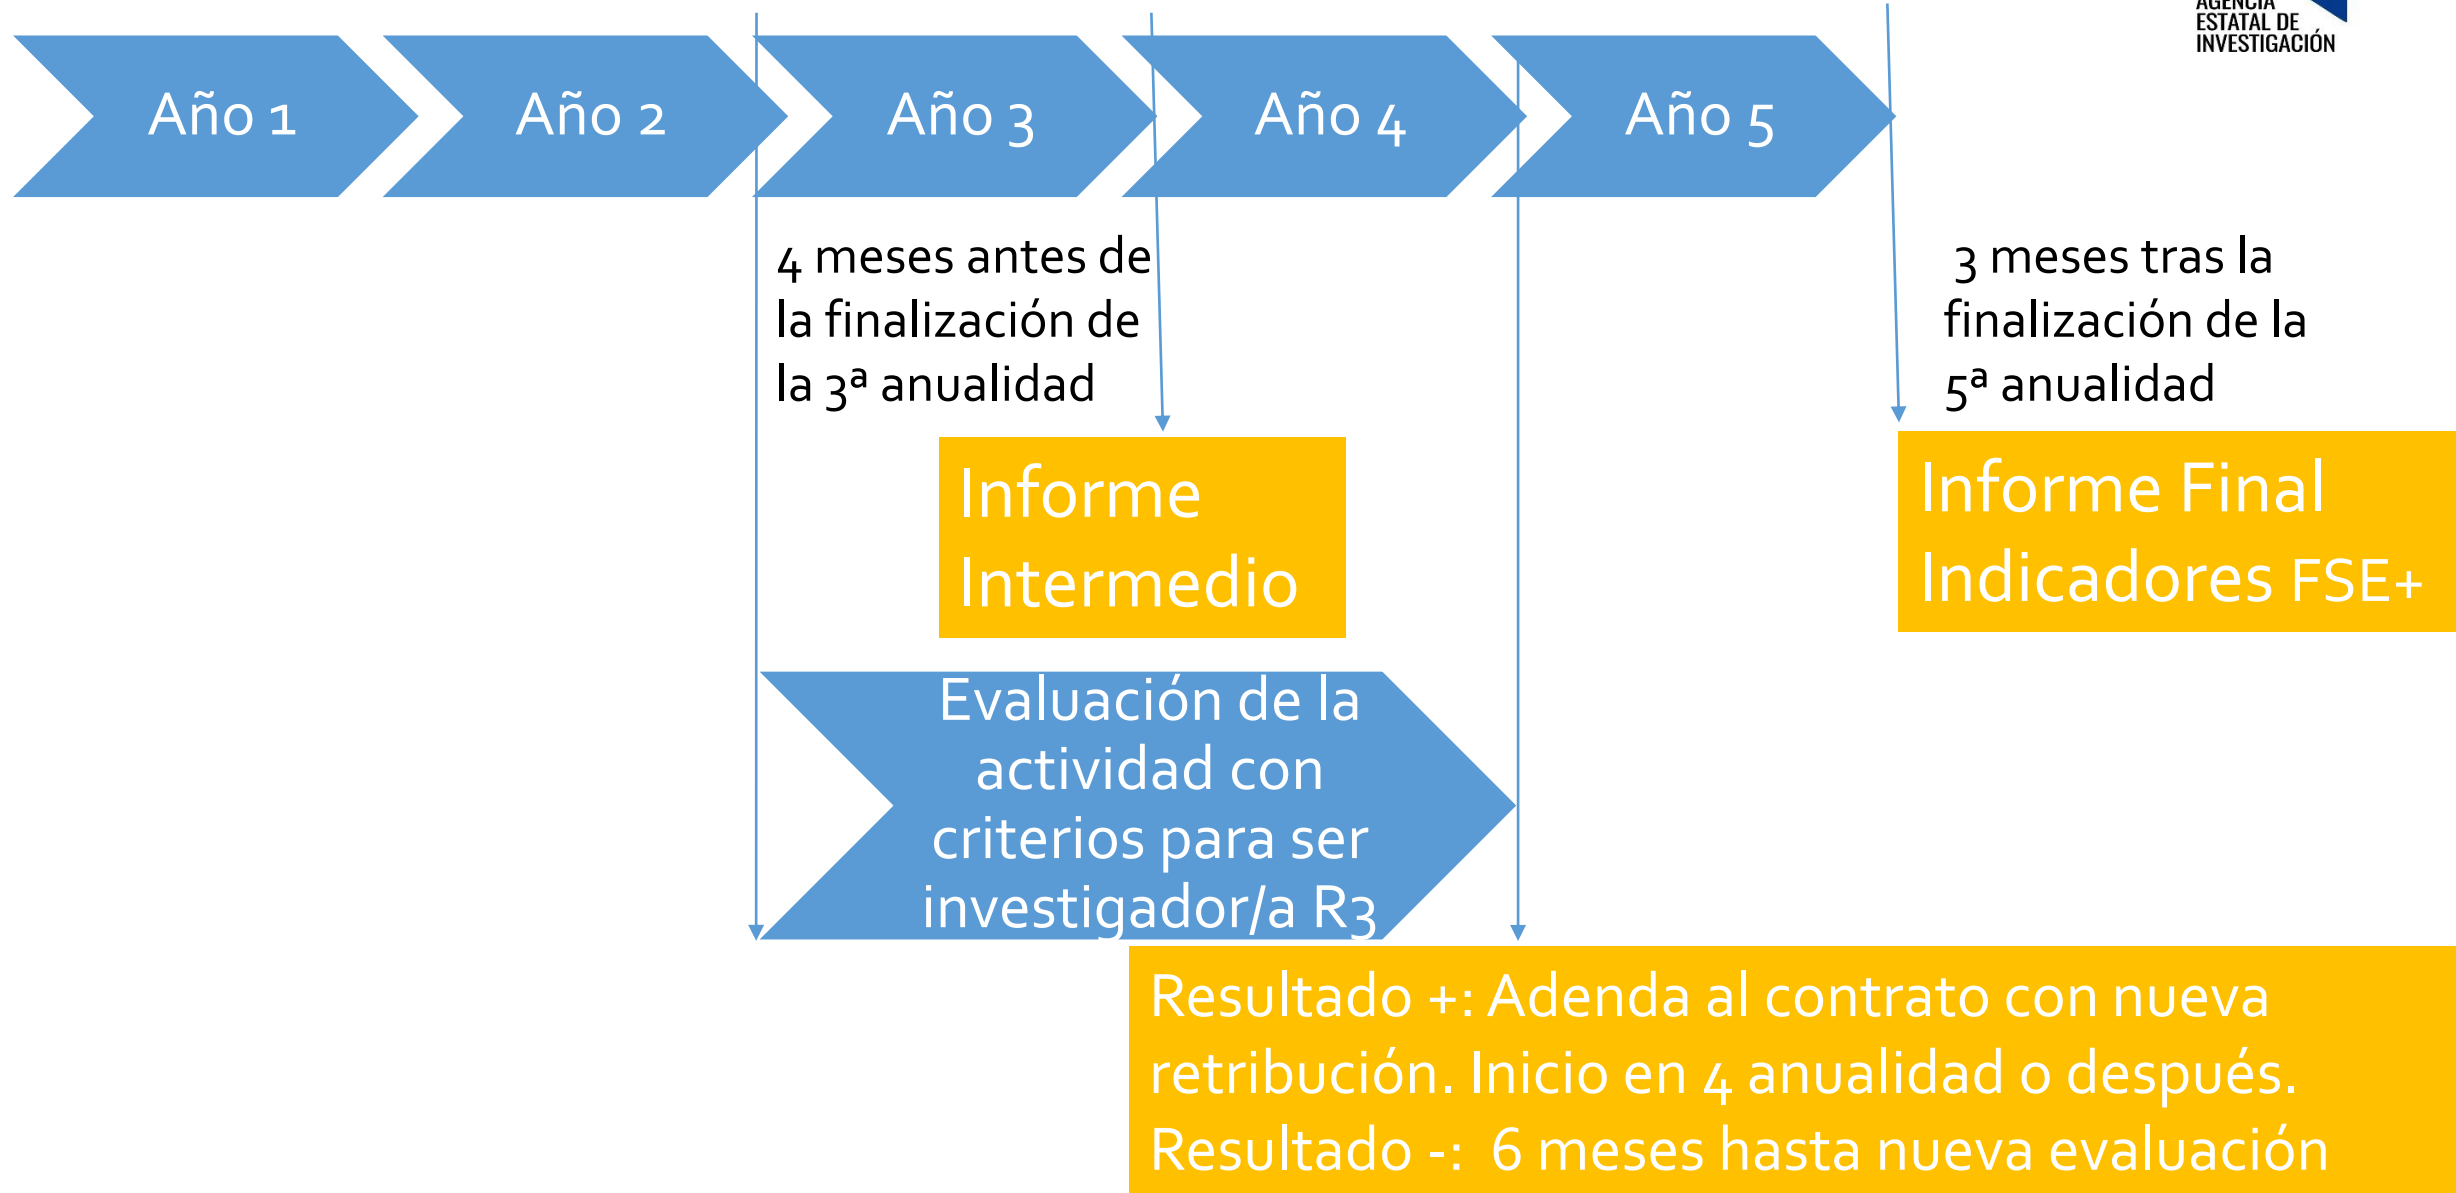 AGENCIA
ESTATAL DE
INVESTIGACIÓN
Año 1
Año 2
Año 3
Año 4
Año 5
4 meses antes de
la finalización de
la 3ª anualidad
3 meses tras la
finalización de la
5ª anualidad
Informe
Intermedio
Informe Final
Indicadores FSE+
Evaluación de la
actividad con
criterios para ser
investigador/a R3
Resultado +: Adenda al contrato con nueva
retribución. Inicio en 4 anualidad o después.
Resultado -: 6 meses hasta nueva evaluación